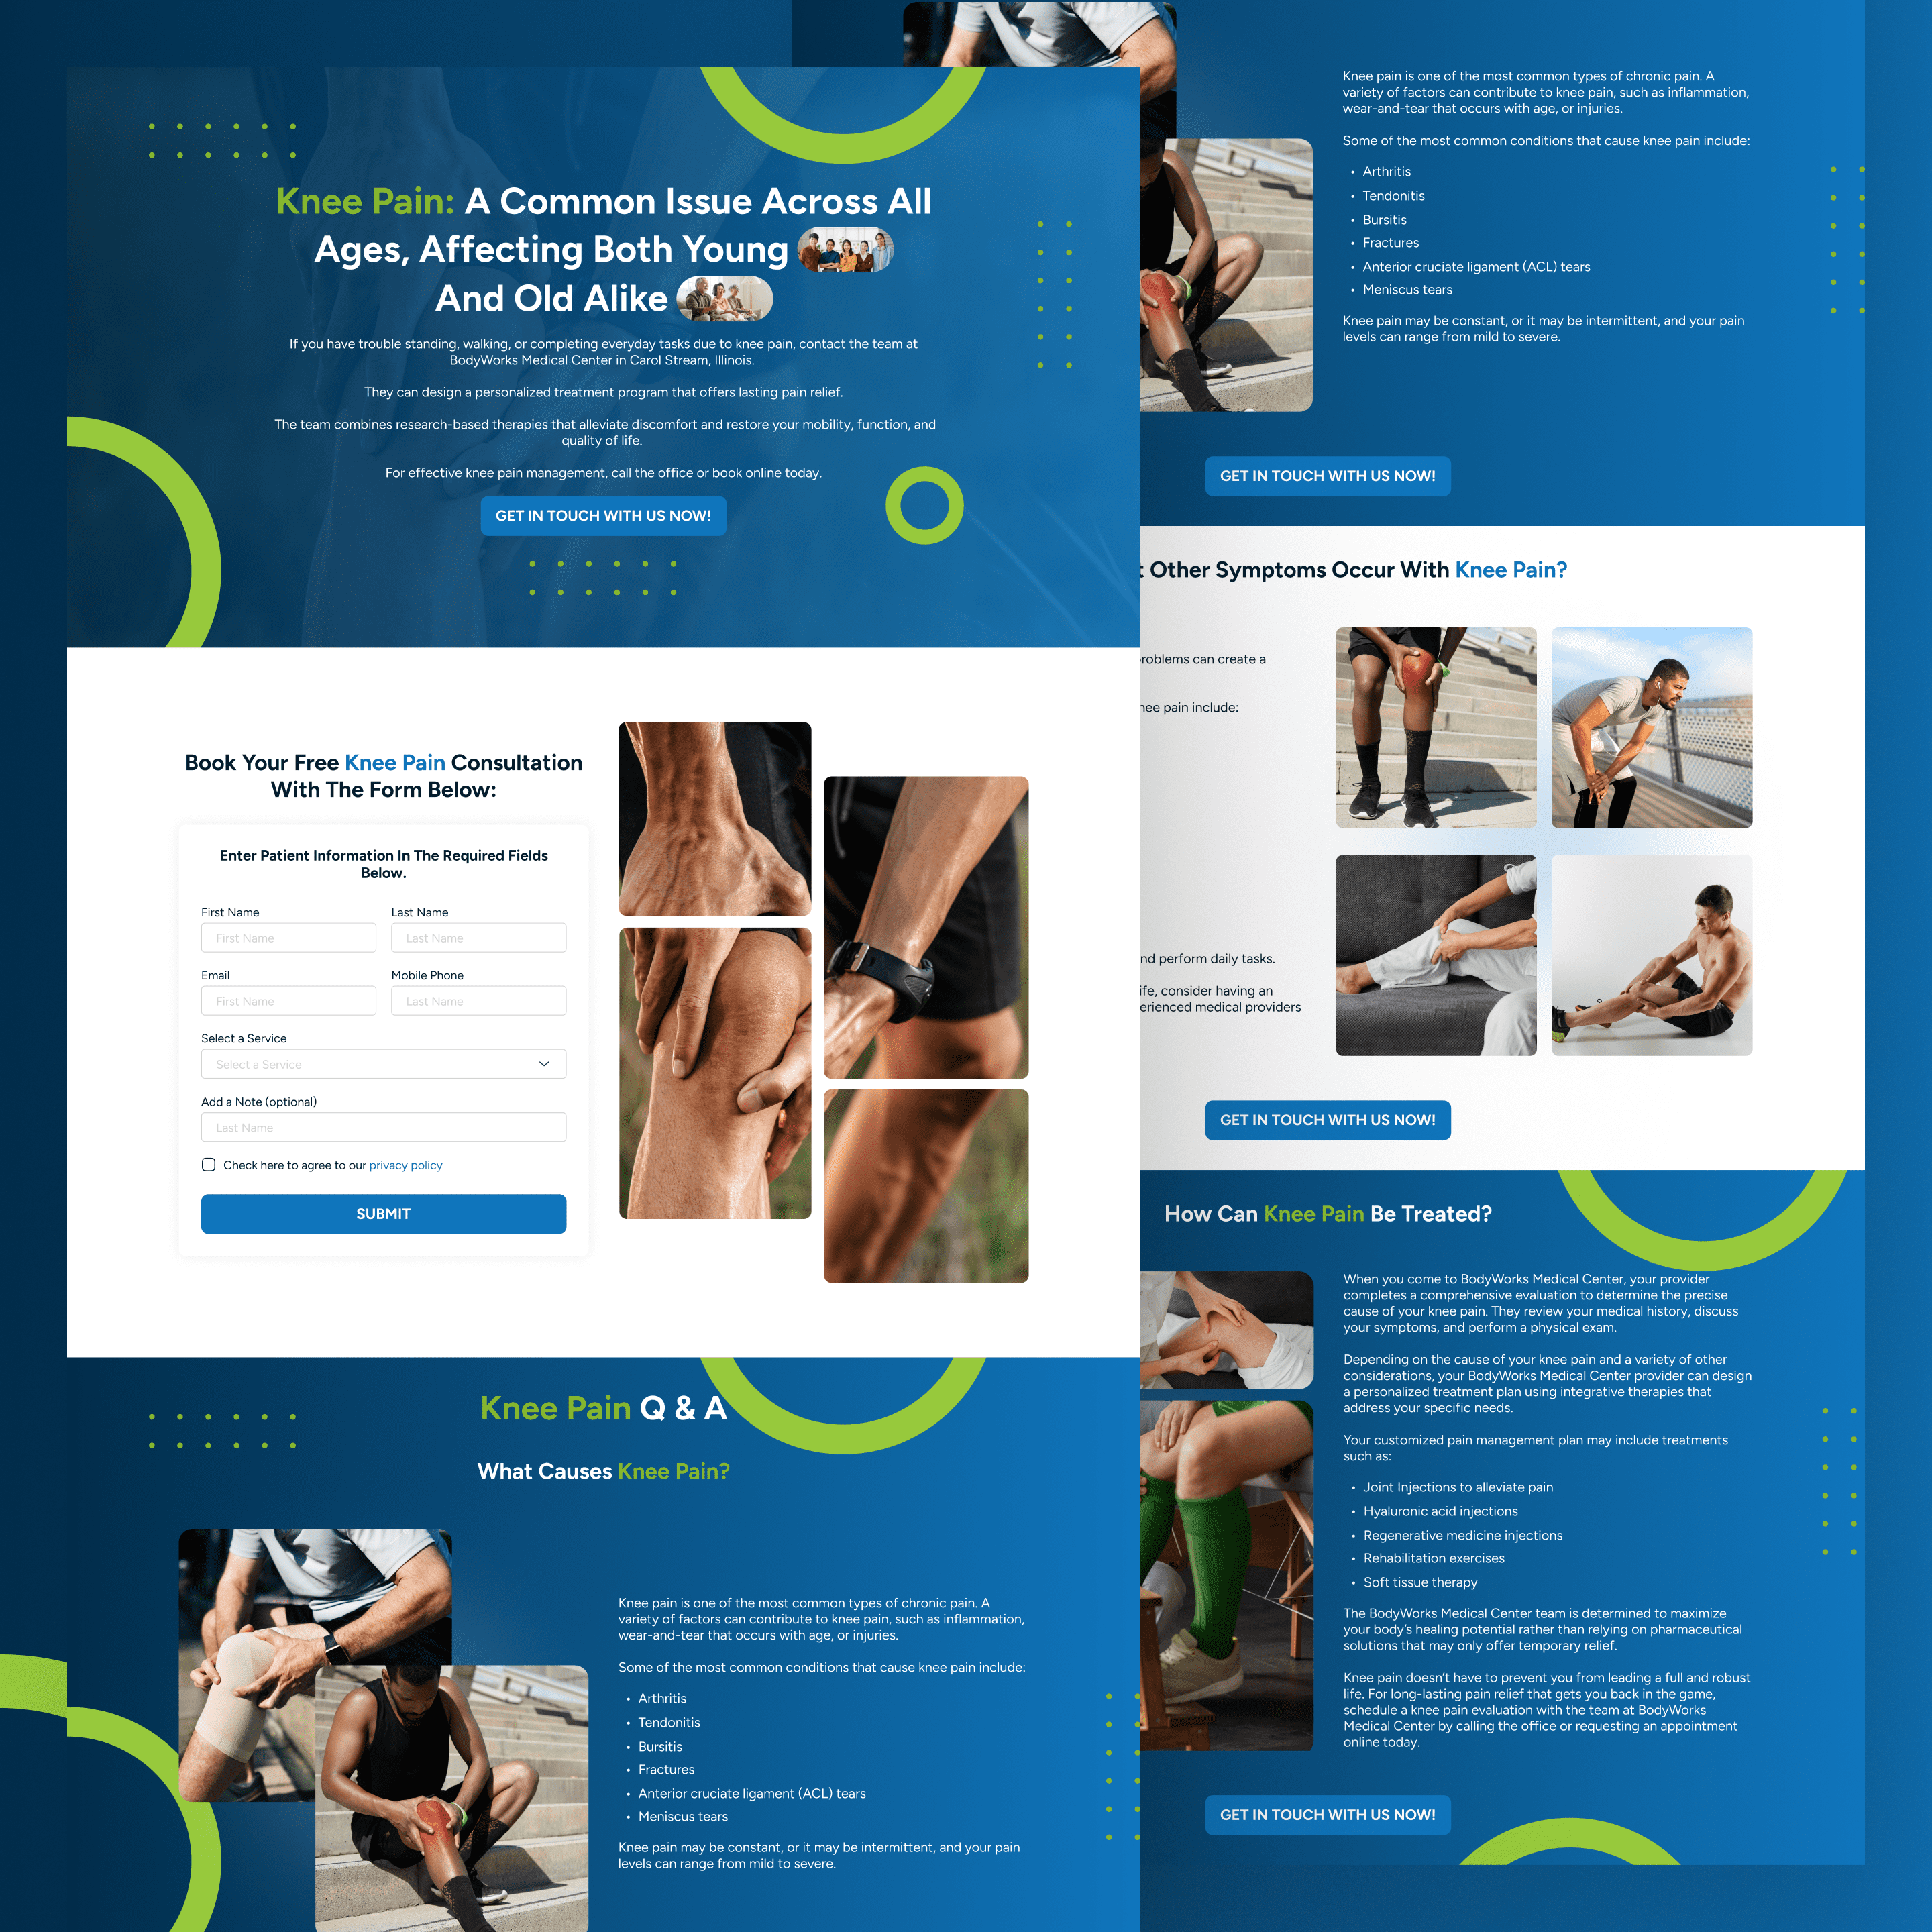 Knee Pain: A Common Issue Across All
Ages, Affecting Both Young
And Old Alike
If you have trouble standing, walking, or completing everyday tasks due to knee pain, contact the team at
BodyWorks Medical Center in Carol Stream, Illinois.
They can design a personalized treatment program that offers lasting pain relief.
The team combines research-based therapies that alleviate discomfort and restore your mobility, function, and
quality of life.
For effective knee pain management, call the office or book online today.
GET IN TOUCH WITH US NOW!
Book Your Free Knee Pain Consultation
With The Form Below:
Enter Patient Information In The Required Fields
Below.
First Name
Last Name
First Name
Last Name
Email
Mobile Phone
First Name
Last Name
Select a Service
Select a Service
Add a Note (optional)
Last Name
Check here to agree to our privacy policy
SUBMIT
Knee Pain Q & A
What Causes Knee Pain?
Knee pain is one of the most common types of chronic pain. A
variety of factors can contribute to knee pain, such as inflammation,
wear-and-tear that occurs with age, or injuries.
Some of the most common conditions that cause knee pain include:
• Arthritis
• Tendonitis
• Bursitis
• Fractures
• Anterior cruciate ligament (ACL) tears
• Meniscus tears
Knee pain may be constant, or it may be intermittent, and your pain
levels can range from mild to severe.
Knee pain is one of the most common types of chronic pain. A
variety of factors can contribute to knee pain, such as inflammation,
wear-and-tear that occurs with age, or injuries.
Some of the most common conditions that cause knee pain include:
• Arthritis
• Tendonitis
• Bursitis
• Fractures
• Anterior cruciate ligament (ACL) tears
• Meniscus tears
Knee pain may be constant, or it may be intermittent, and your pain
levels can range from mild to severe.
GET IN TOUCH WITH US NOW!
Other Symptoms Occur With Knee Pain?
problems can create a
pain include:
perform daily tasks.
consider having an
medical providers
GET IN TOUCH WITH US NOW!
How Can Knee Pain Be Treated?
When you come to BodyWorks Medical Center, your provider
completes a comprehensive evaluation to determine the precise
cause of your knee pain. They review your medical history, discuss
your symptoms, and perform a physical exam.
Depending on the cause of your knee pain and a variety of other
considerations, your BodyWorks Medical Center provider can design
a personalized treatment plan using integrative therapies that
address your specific needs.
Your customized pain management plan may include treatments
such as:
• Joint Injections to alleviate pain
• Hyaluronic acid injections
• Regenerative medicine injections
• Rehabilitation exercises
• Soft tissue therapy
The BodyWorks Medical Center team is determined to maximize
your body's healing potential rather than relying on pharmaceutical
solutions that may only offer temporary relief.
Knee pain doesn't have to prevent you from leading a full and robust
life. For long-lasting pain relief that gets you back in the game,
schedule a knee pain evaluation with the team at BodyWorks
Medical Center by calling the office or requesting an appointment
online today.
GET IN TOUCH WITH US NOW!